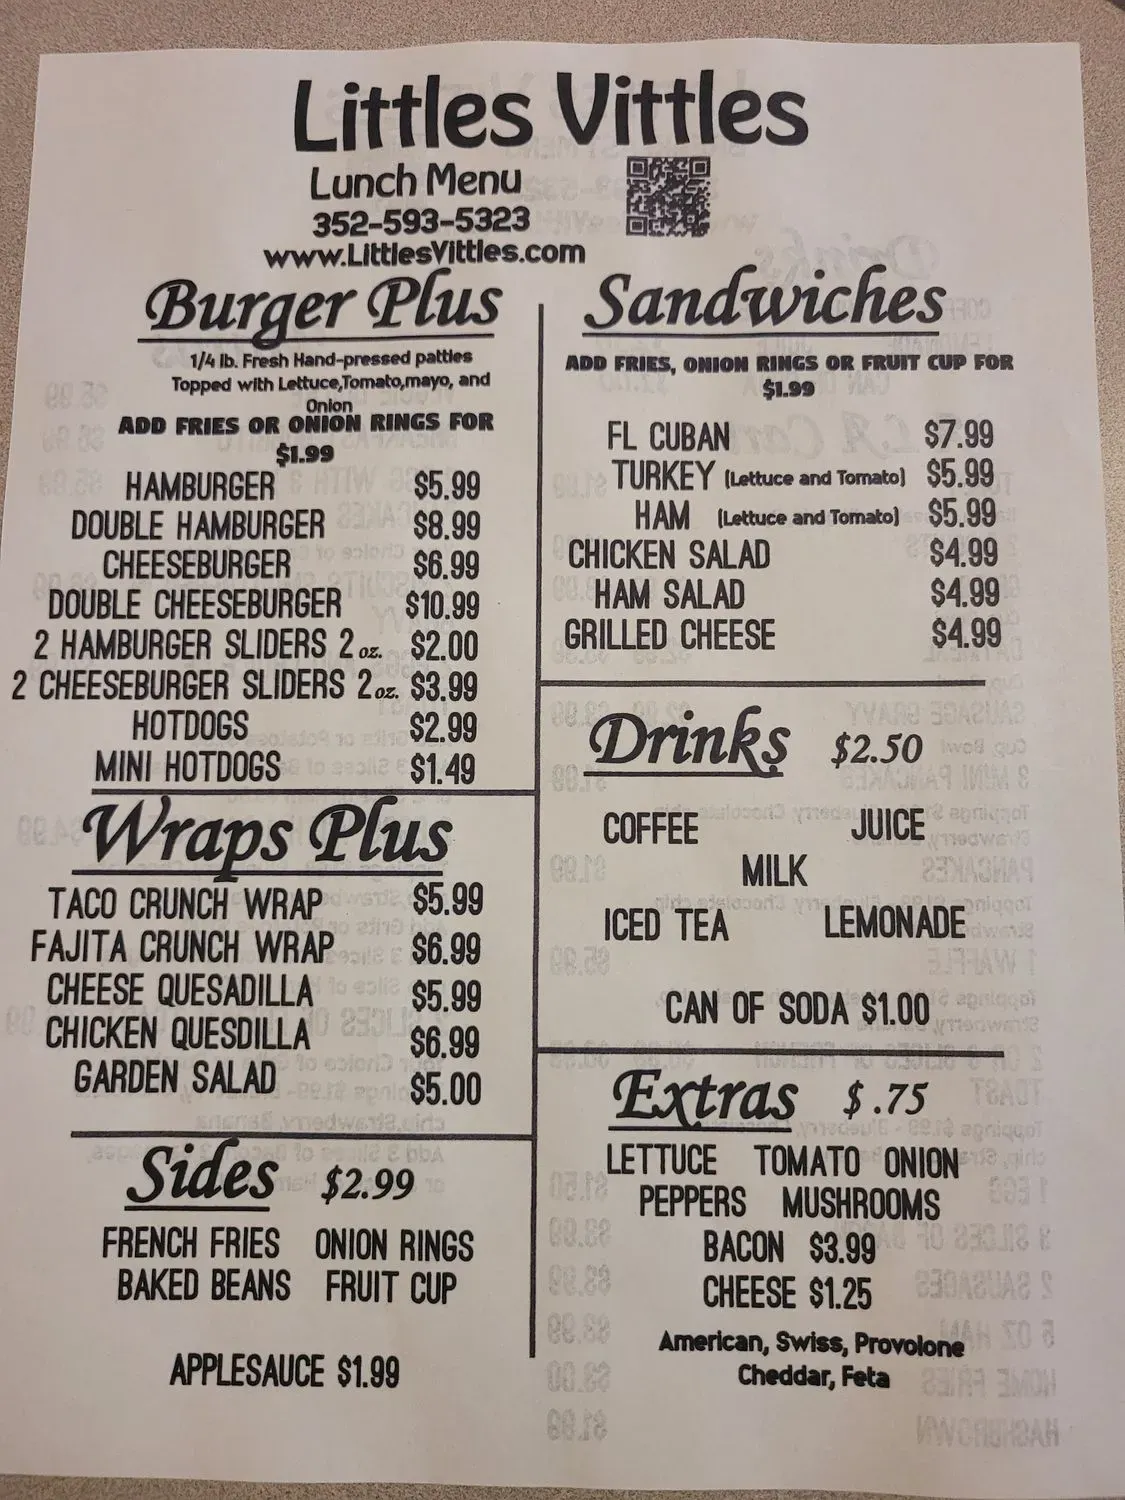 Littles Vittles
Lunch Menu
352-593-5323
www.LittlesVittles.com
Burger Plus
1/4 lb. Fresh Hand-pressed patties
Topped with Lettuce,Tomato,mayo, and
Onion
ADD FRIES OR ONION RINGS FOR
$1.99
HAMBURGER $5.99
DOUBLE HAMBURGER $8.99
CHEESEBURGER $6.99
DOUBLE CHEESEBURGER $10.99
2 HAMBURGER SLIDERS 2 oz. $2.00
2 CHEESEBURGER SLIDERS 2 oz. $3.99
HOTDOGS $2.99
MINI HOTDOGS $1.49
Wraps Plus
TACO CRUNCH WRAP $5.99
FAJITA CRUNCH WRAP $6.99
CHEESE QUESADILLA $5.99
CHICKEN QUESDILLA $6.99
GARDEN SALAD $5.00
Sides $2.99
FRENCH FRIES ONION RINGS
BAKED BEANS FRUIT CUP
APPLESAUCE $1.99
Sandwiches
ADD FRIES, ONION RINGS OR FRUIT CUP FOR
$1.99
FL CUBAN $7.99
TURKEY (Lettuce and Tomato) $5.99
HAM (Lettuce and Tomato) $5.99
CHICKEN SALAD $4.99
HAM SALAD $4.99
GRILLED CHEESE $4.99
Drinks $2.50
COFFEE JUICE
MILK
ICED TEA LEMONADE
CAN OF SODA $1.00
Extras $ .75
LETTUCE TOMATO ONION
PEPPERS MUSHROOMS
BACON $3.99
CHEESE $1.25
American, Swiss, Provolone
Cheddar, Feta